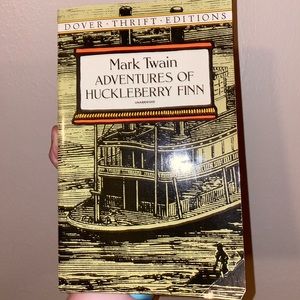 DOVER · THRIFT · EDITIONS
Mark Twain
ADVENTURES OF
HUCKLEBERRY FINN
UNABRIDGED